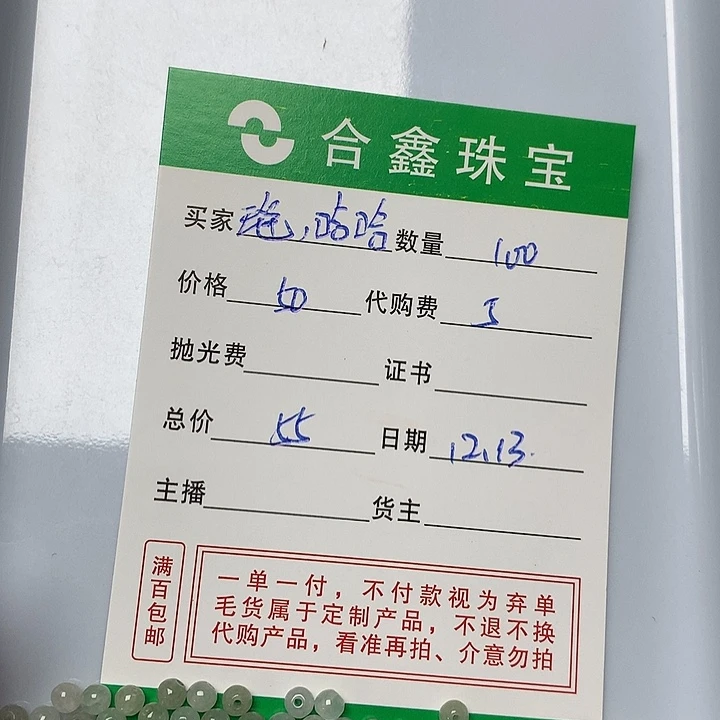 合鑫珠宝
买家 哈哈 数量 100
价格 50 代购费 5
抛光费 证书
总价 55 日期 12.13.
主播 货主
满百包邮
一单一付，不付款视为弃单
毛货属于定制产品，不退不换
代购产品，看准再拍、介意勿拍